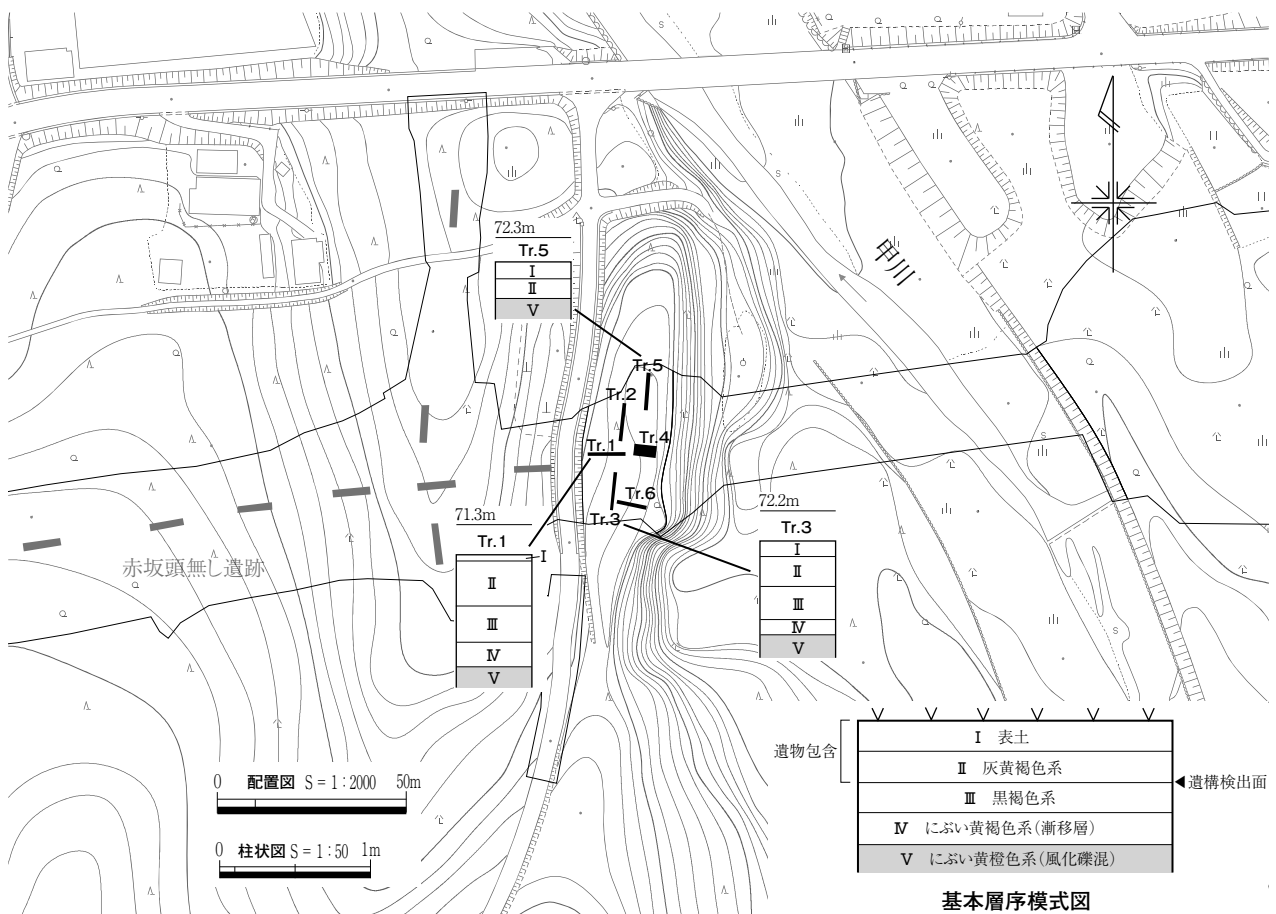 甲川
72.3m
Tr.5
Ⅰ
Ⅱ
Ⅴ
Tr.5
Tr.2
Tr.1
Tr.4
Tr.6
Tr.3
赤坂頭無し遺跡
71.3m
Tr.1
Ⅰ
Ⅱ
Ⅲ
Ⅳ
Ⅴ
72.2m
Tr.3
Ⅰ
Ⅱ
Ⅲ
Ⅳ
Ⅴ
0 配置図 S = 1:2000 50m
0 柱状図 S = 1:50 1m
遺物包含
Ⅰ 表土
Ⅱ 灰黄褐色系
◀遺構検出面
Ⅲ 黒褐色系
Ⅳ にぶい黄褐色系(漸移層)
Ⅴ にぶい黄橙色系(風化礫混)
基本層序模式図